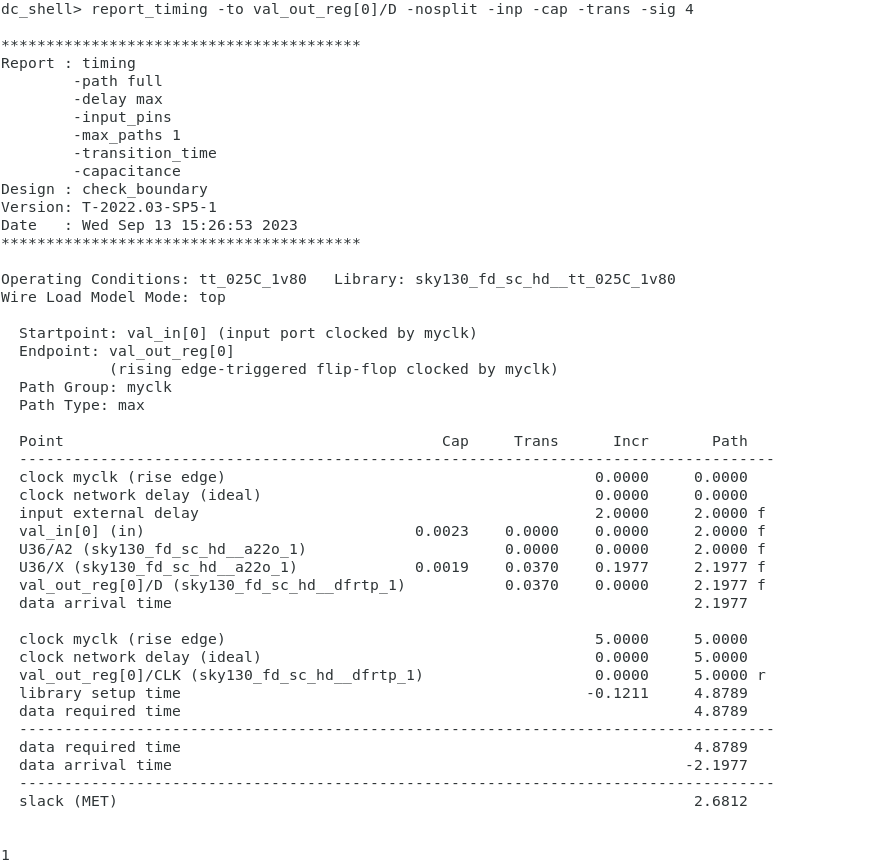 dc_shell> report_timing -to val_out_reg[0]/D -nosplit -inp -cap -trans -sig 4
****************************************
Report : timing
        -path full
        -delay max
        -input_pins
        -max_paths 1
        -transition_time
        -capacitance
Design : check_boundary
Version: T-2022.03-SP5-1
Date   : Wed Sep 13 15:26:53 2023
****************************************
Operating Conditions: tt_025C_1v80   Library: sky130_fd_sc_hd__tt_025C_1v80
Wire Load Model Mode: top
  Startpoint: val_in[0] (input port clocked by myclk)
  Endpoint: val_out_reg[0]
            (rising edge-triggered flip-flop clocked by myclk)
  Path Group: myclk
  Path Type: max
  Point                                          Cap     Trans      Incr       Path
  ------------------------------------------------------------------------------------
  clock myclk (rise edge)                                         0.0000     0.0000
  clock network delay (ideal)                                     0.0000     0.0000
  input external delay                                            2.0000     2.0000 f
  val_in[0] (in)                              0.0023    0.0000    0.0000     2.0000 f
  U36/A2 (sky130_fd_sc_hd__a22o_1)                      0.0000    0.0000     2.0000 f
  U36/X (sky130_fd_sc_hd__a22o_1)             0.0019    0.0370    0.1977     2.1977 f
  val_out_reg[0]/D (sky130_fd_sc_hd__dfrtp_1)           0.0370    0.0000     2.1977 f
  data arrival time                                                          2.1977
  clock myclk (rise edge)                                         5.0000     5.0000
  clock network delay (ideal)                                     0.0000     5.0000
  val_out_reg[0]/CLK (sky130_fd_sc_hd__dfrtp_1)                   0.0000     5.0000 r
  library setup time                                             -0.1211     4.8789
  data required time                                                         4.8789
  ------------------------------------------------------------------------------------
  data required time                                                         4.8789
  data arrival time                                                         -2.1977
  ------------------------------------------------------------------------------------
  slack (MET)                                                                2.6812
1